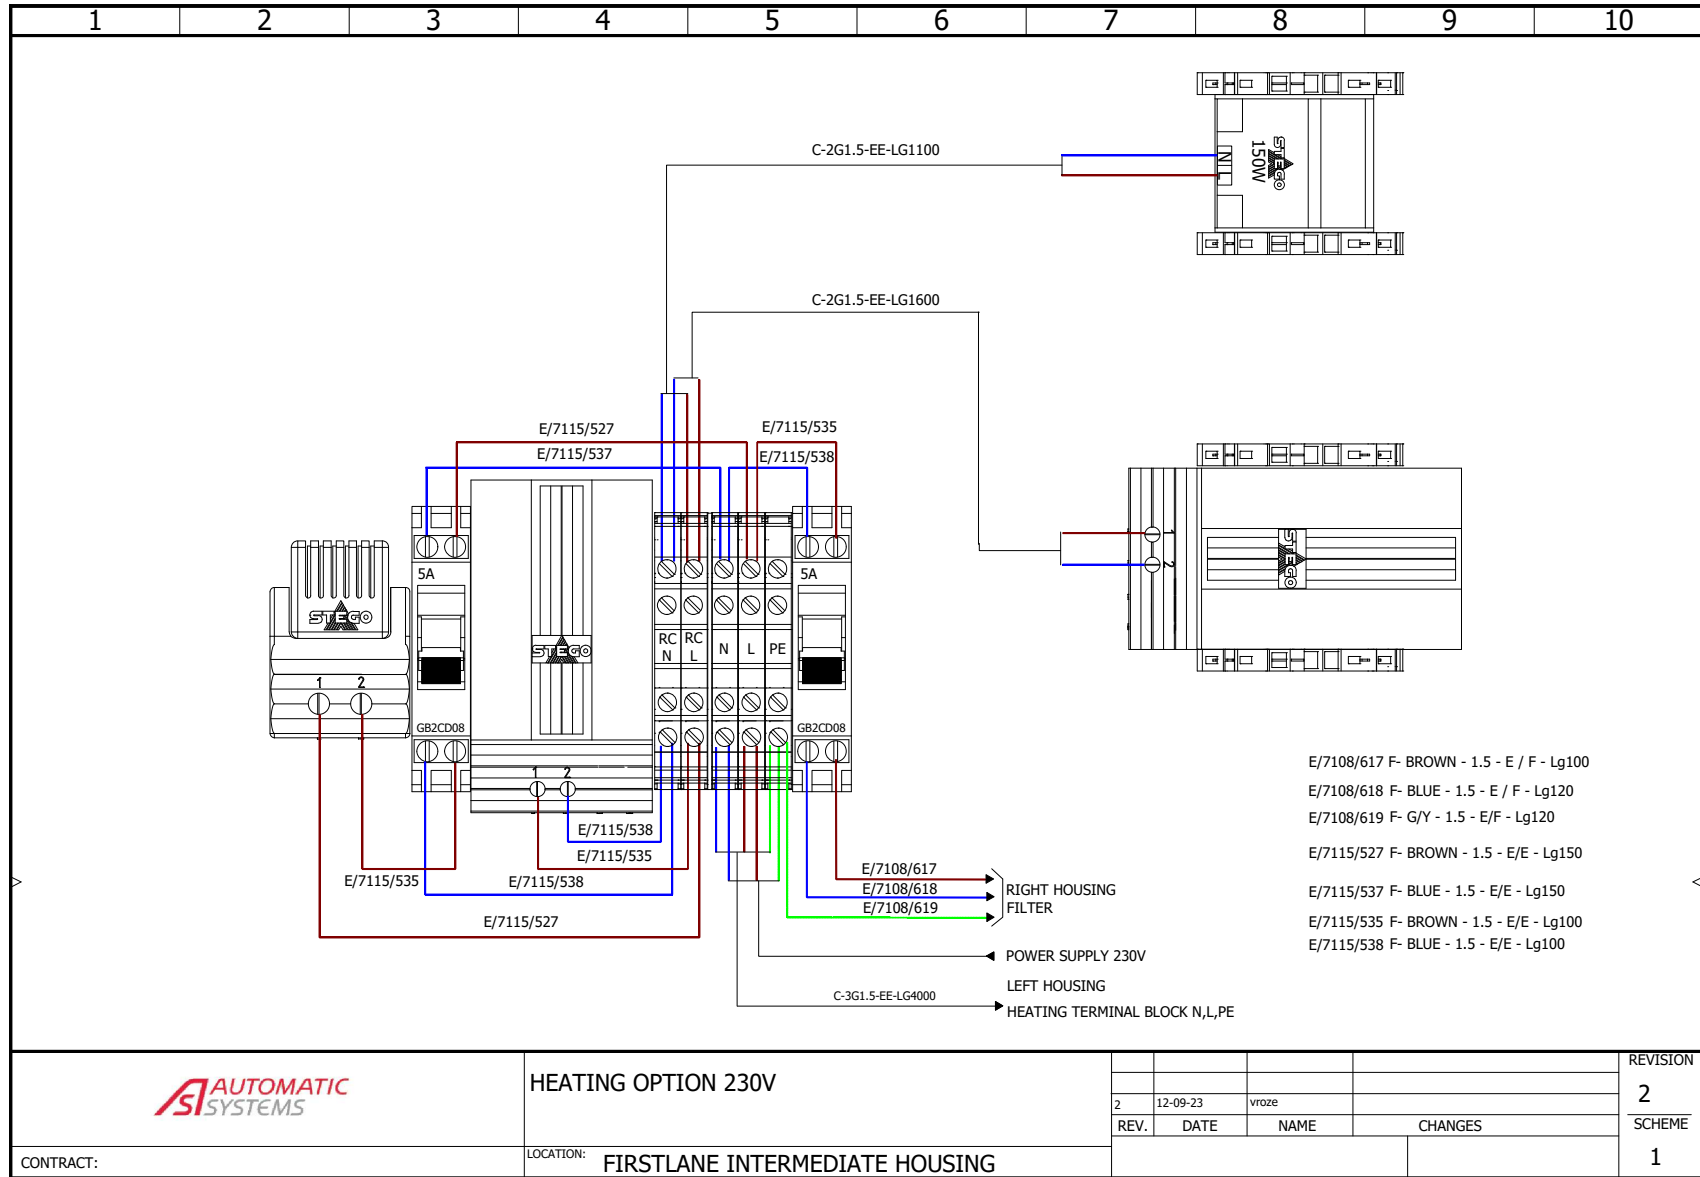 1 2 3 4 5 6 7 8 9 10
C-2G1.5-EE-LG1100
N L
STEGO
150W
C-2G1.5-EE-LG1600
E/7115/527
E/7115/535
E/7115/537
E/7115/538
1
2
STEGO
5A
5A
STEGO
STEGO
RC N
RC L
N
L
PE
1 2
GB2CD08
GB2CD08
1 2
E/7115/538
E/7115/535
E/7115/535
E/7115/538
E/7115/527
E/7108/617
E/7108/618
E/7108/619
RIGHT HOUSING
FILTER
POWER SUPPLY 230V
LEFT HOUSING
C-3G1.5-EE-LG4000
HEATING TERMINAL BLOCK N,L,PE
E/7108/617 F- BROWN - 1.5 - E / F - Lg100
E/7108/618 F- BLUE - 1.5 - E / F - Lg120
E/7108/619 F- G/Y - 1.5 - E/F - Lg120
E/7115/527 F- BROWN - 1.5 - E/E - Lg150
E/7115/537 F- BLUE - 1.5 - E/E - Lg150
E/7115/535 F- BROWN - 1.5 - E/E - Lg100
E/7115/538 F- BLUE - 1.5 - E/E - Lg100
AUTOMATIC
SYSTEMS
HEATING OPTION 230V
CONTRACT:
LOCATION: FIRSTLANE INTERMEDIATE HOUSING
2 12-09-23 vroze
REV. DATE NAME CHANGES
REVISION
2
SCHEME
1